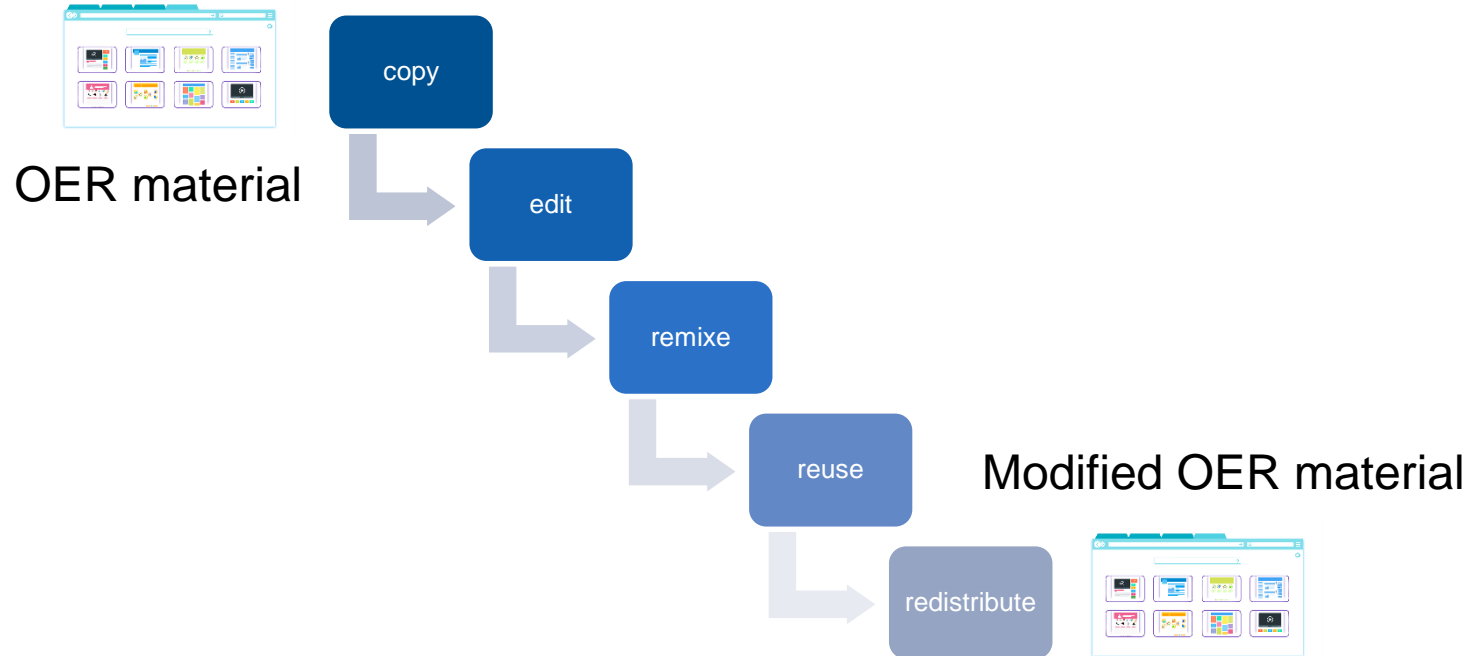 copy
OER material
edit
remixe
reuse
Modified OER material
redistribute